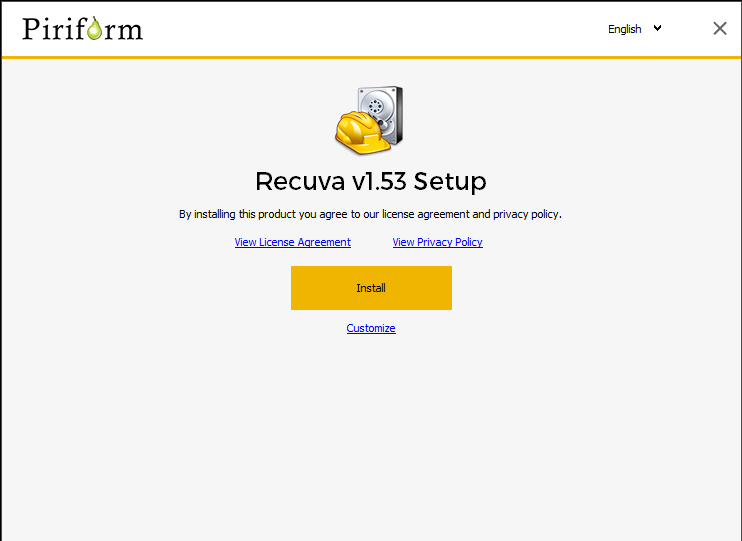 Piriform
English
Recuva v1.53 Setup
By installing this product you agree to our license agreement and privacy policy.
View License Agreement View Privacy Policy
Install
Customize